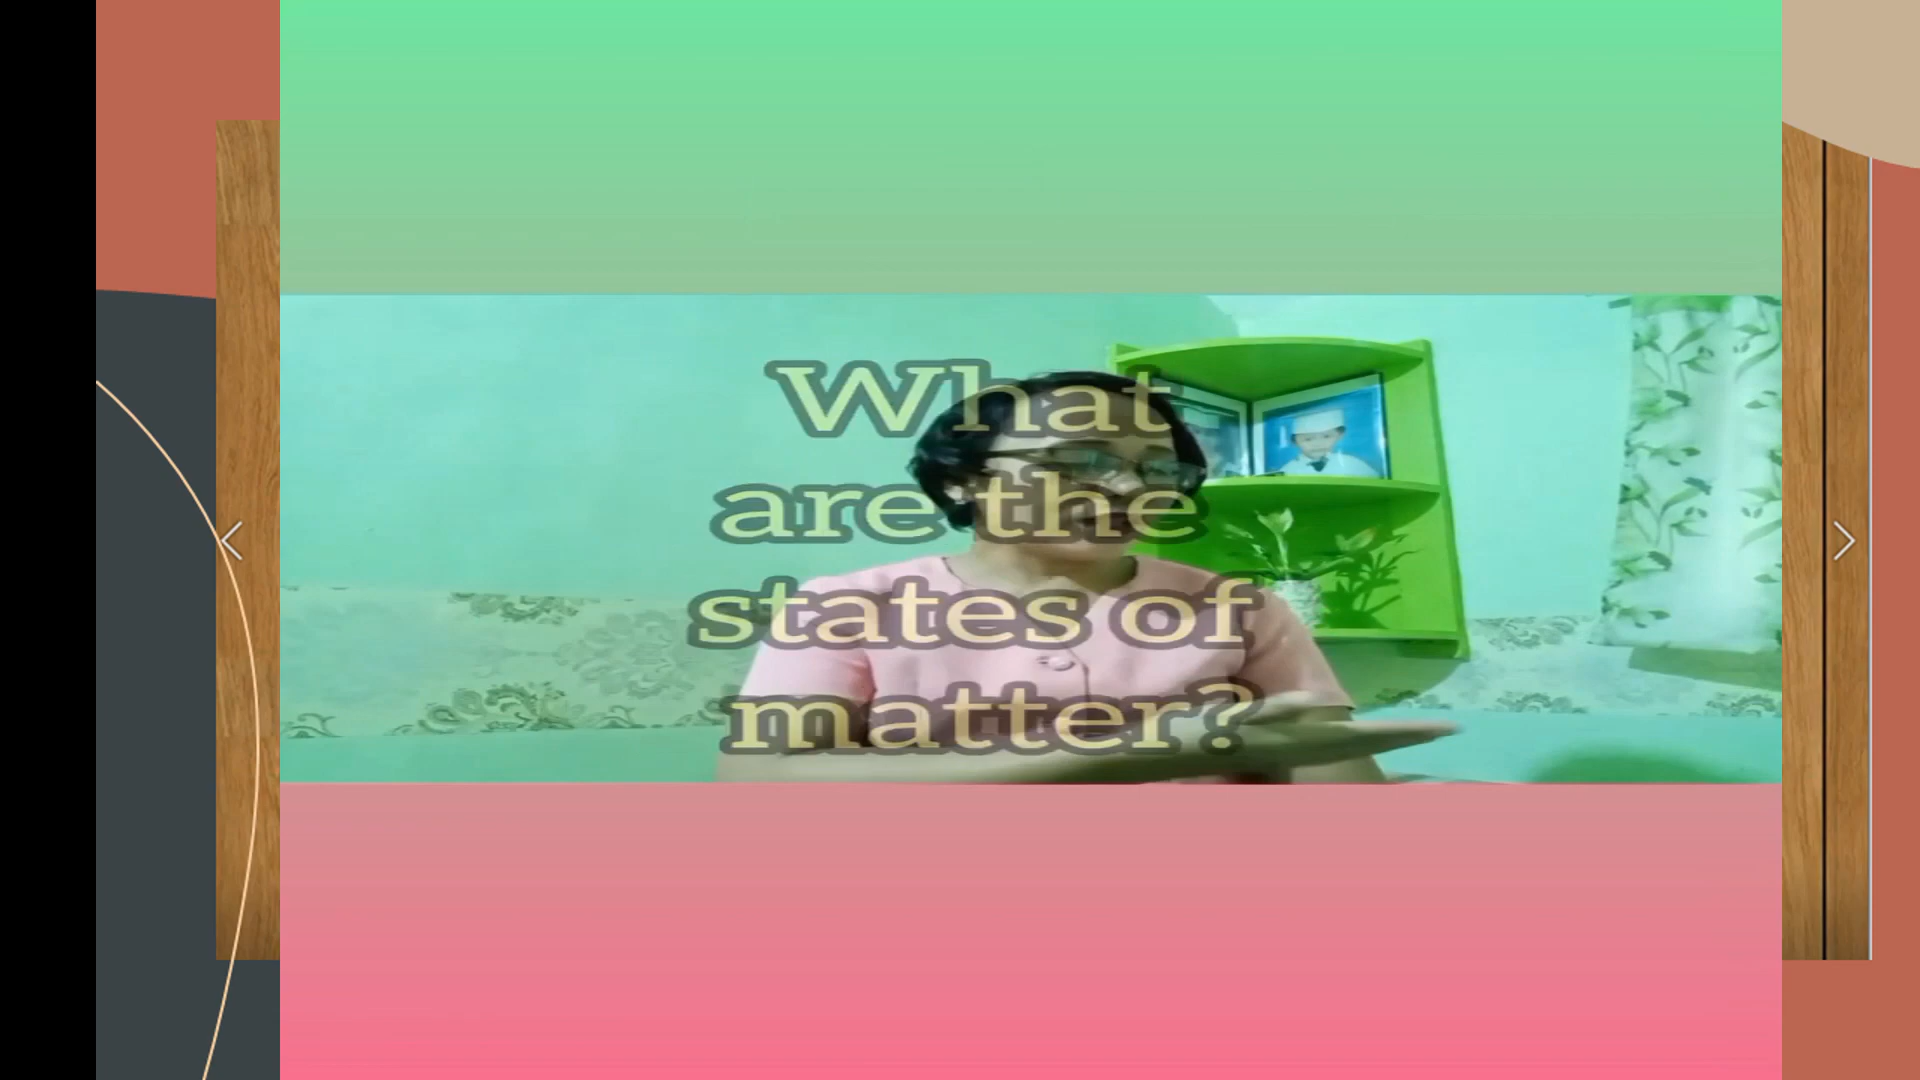 What
are the
states of
matter?